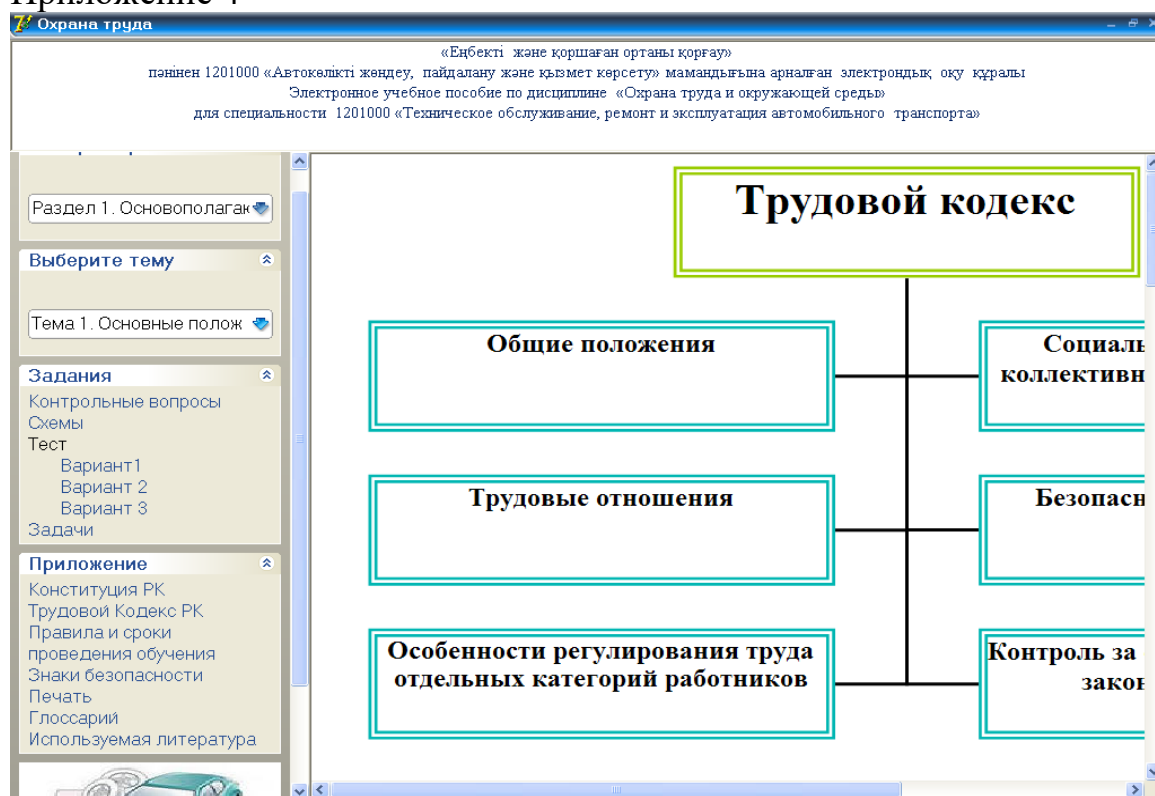 Охрана труда
«Еңбекті және қоршаған ортаны қорғау»
пәнінен 1201000 «Автокөлікті жөндеу, пайдалану және қызмет көрсету» мамандығына арналған электрондық оқу құралы
Электронное учебное пособие по дисциплине «Охрана труда и окружающей среды»
для специальности 1201000 «Техническое обслуживание, ремонт и эксплуатация автомобильного транспорта»
Раздел 1. Основополагаю
Выберите тему
Тема 1. Основные полож
Задания
Контрольные вопросы
Схемы
Тест
Вариант1
Вариант 2
Вариант 3
Задачи
Приложение
Конституция РК
Трудовой Кодекс РК
Правила и сроки
проведения обучения
Знаки безопасности
Печать
Глоссарий
Используемая литература
Трудовой кодекс
Общие положения
Социаль
коллективн
Трудовые отношения
Безопасн
Особенности регулирования труда
отдельных категорий работников
Контроль за
закон